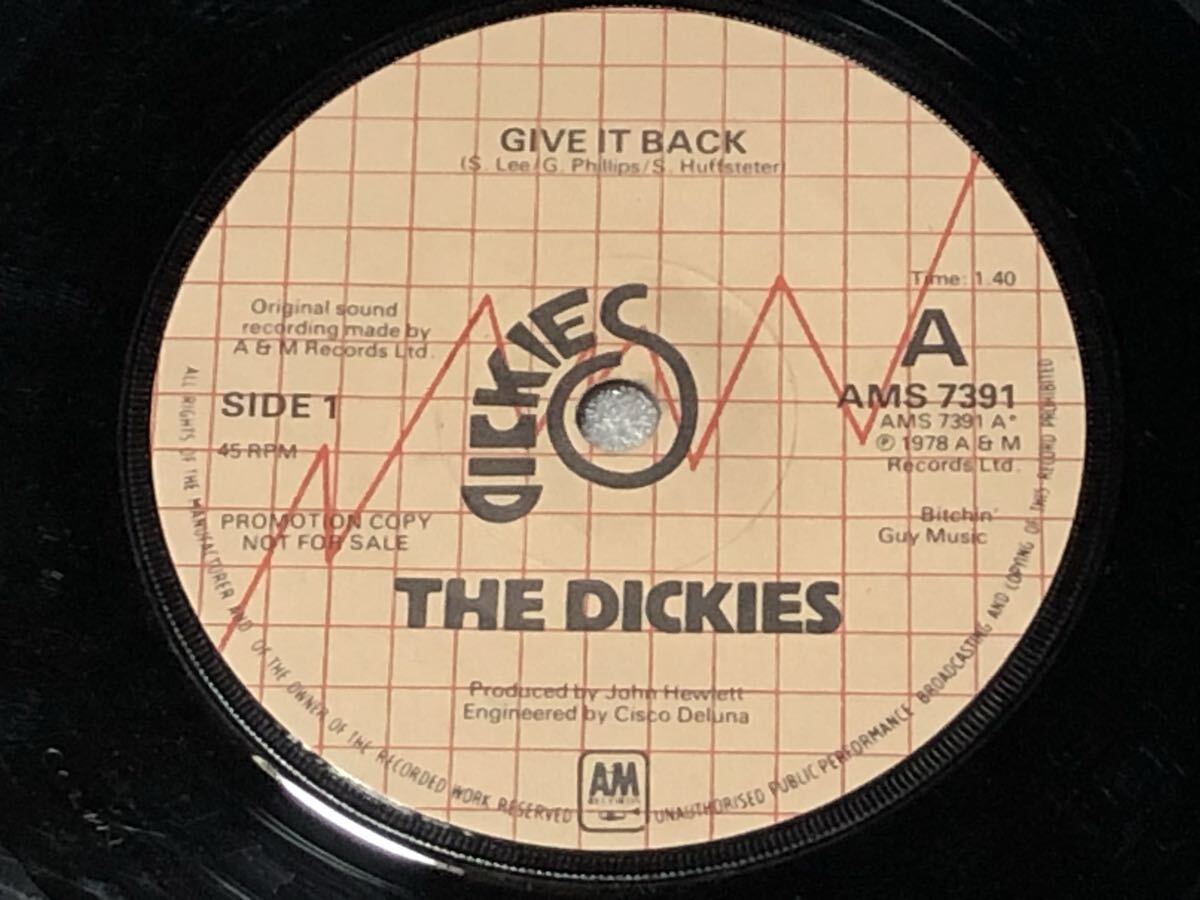 GIVE IT BACK
(S. Lee/G. Phillips/S. Huffsteter)
Time: 1.40
A
Original sound
recording made by
A & M Records Ltd.
SIDE 1
45 RPM
PROMOTION COPY
NOT FOR SALE
DICKIES
AMS 7391
AMS 7391 A*
℗ 1978 A & M
Records Ltd.
Bitchin'
Guy Music
THE DICKIES
Produced by John Hewlett
Engineered by Cisco Deluna
AM
RECORDS
ALL RIGHTS OF THE MANUFACTURER AND OF THE OWNER OF THE RECORDED WORK RESERVED
UNAUTHORISED PUBLIC PERFORMANCE BROADCASTING AND COPYING OF THIS RECORD PROHIBITED